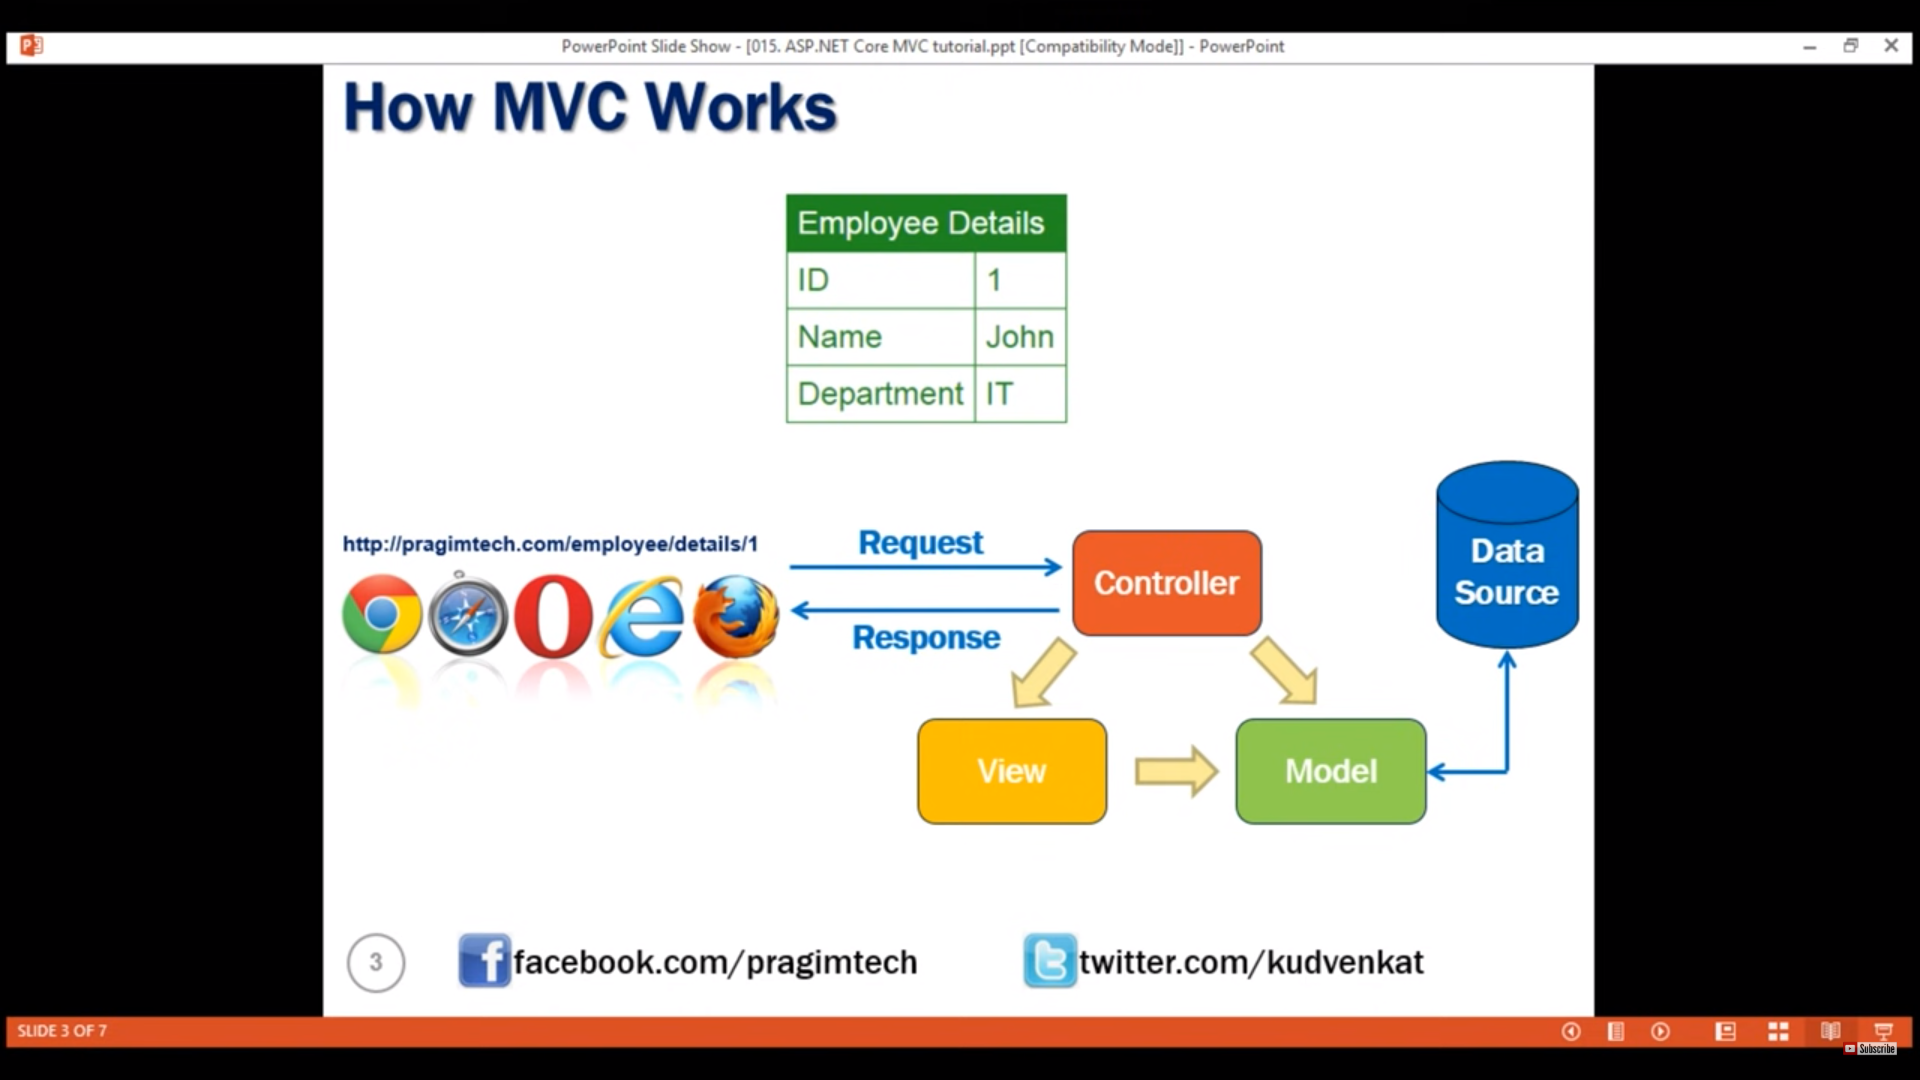 PowerPoint Slide Show - [015. ASP.NET Core MVC tutorial.ppt [Compatibility Mode]] - PowerPoint
How MVC Works
Employee Details
ID 1
Name John
Department IT
http://pragimtech.com/employee/details/1
Request
Response
Controller
Data
Source
View
Model
3
facebook.com/pragimtech
twitter.com/kudvenkat
SLIDE 3 OF 7
Subscribe